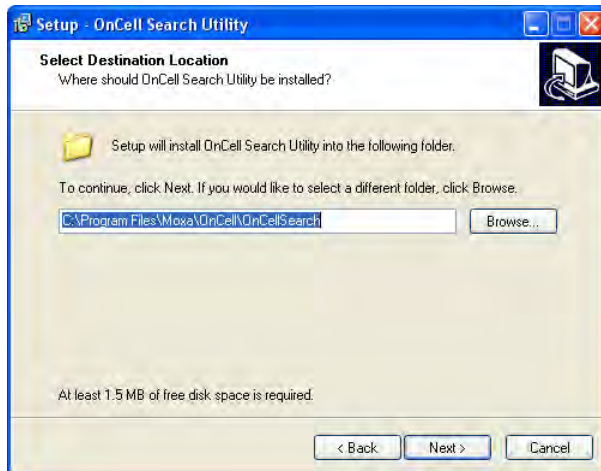 Setup - OnCell Search Utility
Select Destination Location
Where should OnCell Search Utility be installed?
Setup will install OnCell Search Utility into the following folder.
To continue, click Next. If you would like to select a different folder, click Browse.
C:\Program Files\Moxa\OnCell\OnCellSearch
Browse...
At least 1.5 MB of free disk space is required.
< Back
Next >
Cancel